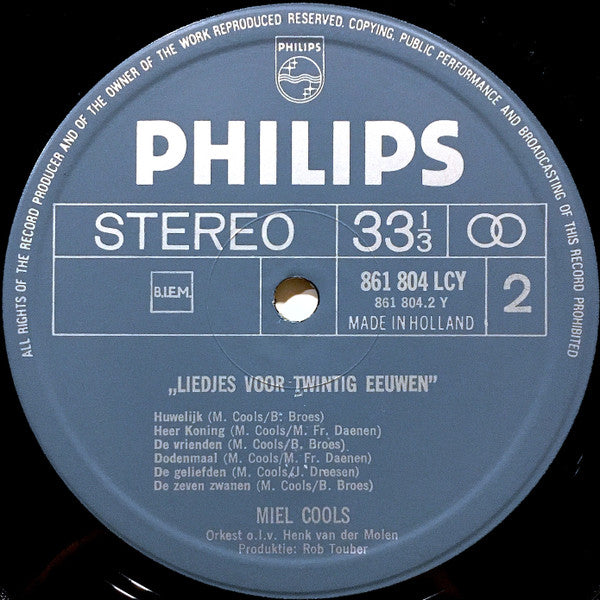 ALL RIGHTS OF THE RECORD PRODUCER AND OF THE OWNER OF THE WORK REPRODUCED RESERVED. COPYING, PUBLIC PERFORMANCE AND BROADCASTING OF THIS RECORD PROHIBITED
PHILIPS
PHILIPS
STEREO 33 1/3
B.I.E.M. 861 804 LCY 2
861 804.2 Y
MADE IN HOLLAND
„LIEDJES VOOR TWINTIG EEUWEN”
Huwelijk (M. Cools/B. Broes)
Heer Koning (M. Cools/M. Fr. Daenen)
De vrienden (M. Cools/B. Broes)
Dodenmaal (M. Cools/M. Fr. Daenen)
De geliefden (M. Cools/J. Dreesen)
De zeven zwanen (M. Cools/B. Broes)
MIEL COOLS
Orkest o.l.v. Henk van der Molen
Produktie: Rob Touber